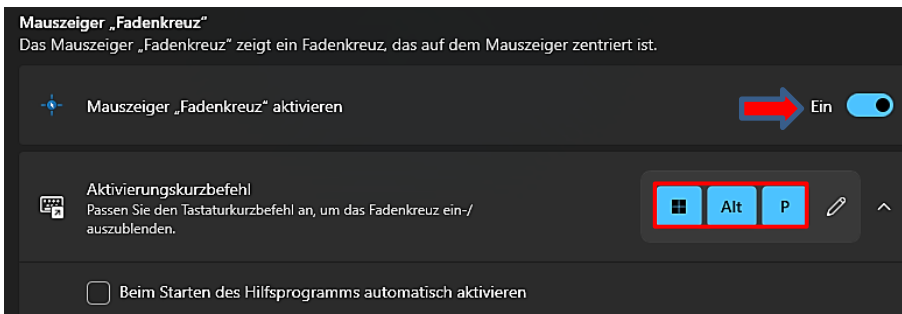 Mauszeiger „Fadenkreuz“
Das Mauszeiger „Fadenkreuz“ zeigt ein Fadenkreuz, das auf dem Mauszeiger zentriert ist.
Mauszeiger „Fadenkreuz“ aktivieren
Ein
Aktivierungskurzbefehl
Passen Sie den Tastaturkurzbefehl an, um das Fadenkreuz ein-/
auszublenden.
Alt P
Beim Starten des Hilfsprogramms automatisch aktivieren